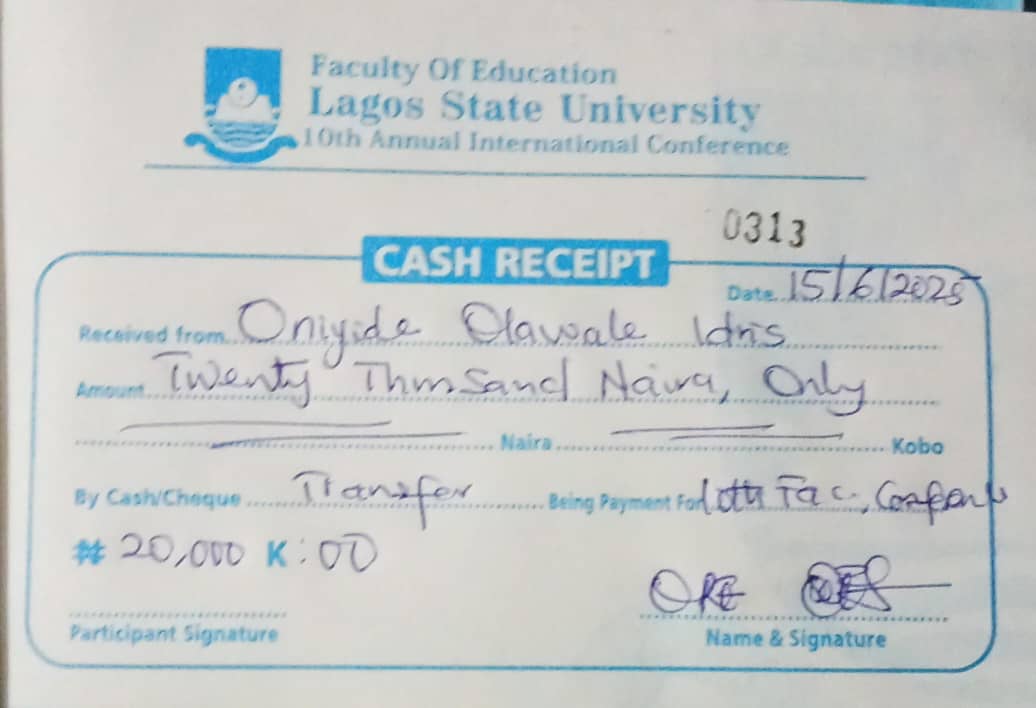 Faculty Of Education
Lagos State University
10th Annual International Conference
0313
CASH RECEIPT
Date 15/6/2025
Received from Oniyide Olawale Idris
Amount Twenty Thousand Naira, Only
Naira Kobo
By Cash/Cheque Transfer Being Payment For 10th Fac.
# 20,000 K : 00
ORE
Participant Signature Name & Signature